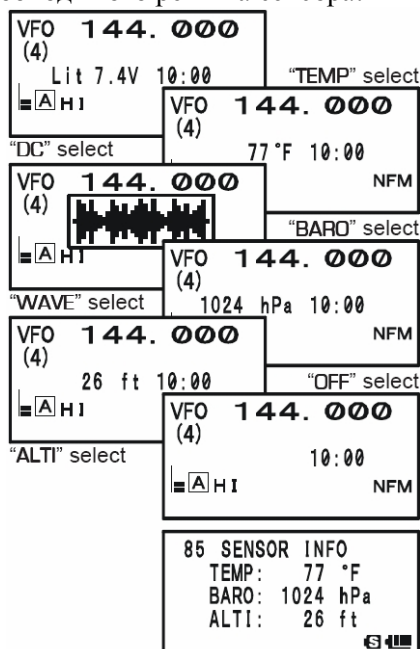 VFO 144.000
(4)
Lit 7.4V 10:00
A HI
"DC" select
"TEMP" select
VFO 144.000
(4)
77°F 10:00
NFM
VFO 144.000
(4)
A HI
"WAVE" select
"BARO" select
VFO 144.000
(4)
1024 hPa 10:00
NFM
VFO 144.000
(4)
26 ft 10:00
A HI
"ALTI" select
"OFF" select
VFO 144.000
(4)
10:00
A HI
NFM
85 SENSOR INFO
TEMP: 77 °F
BARO: 1024 hPa
ALTI: 26 ft
S